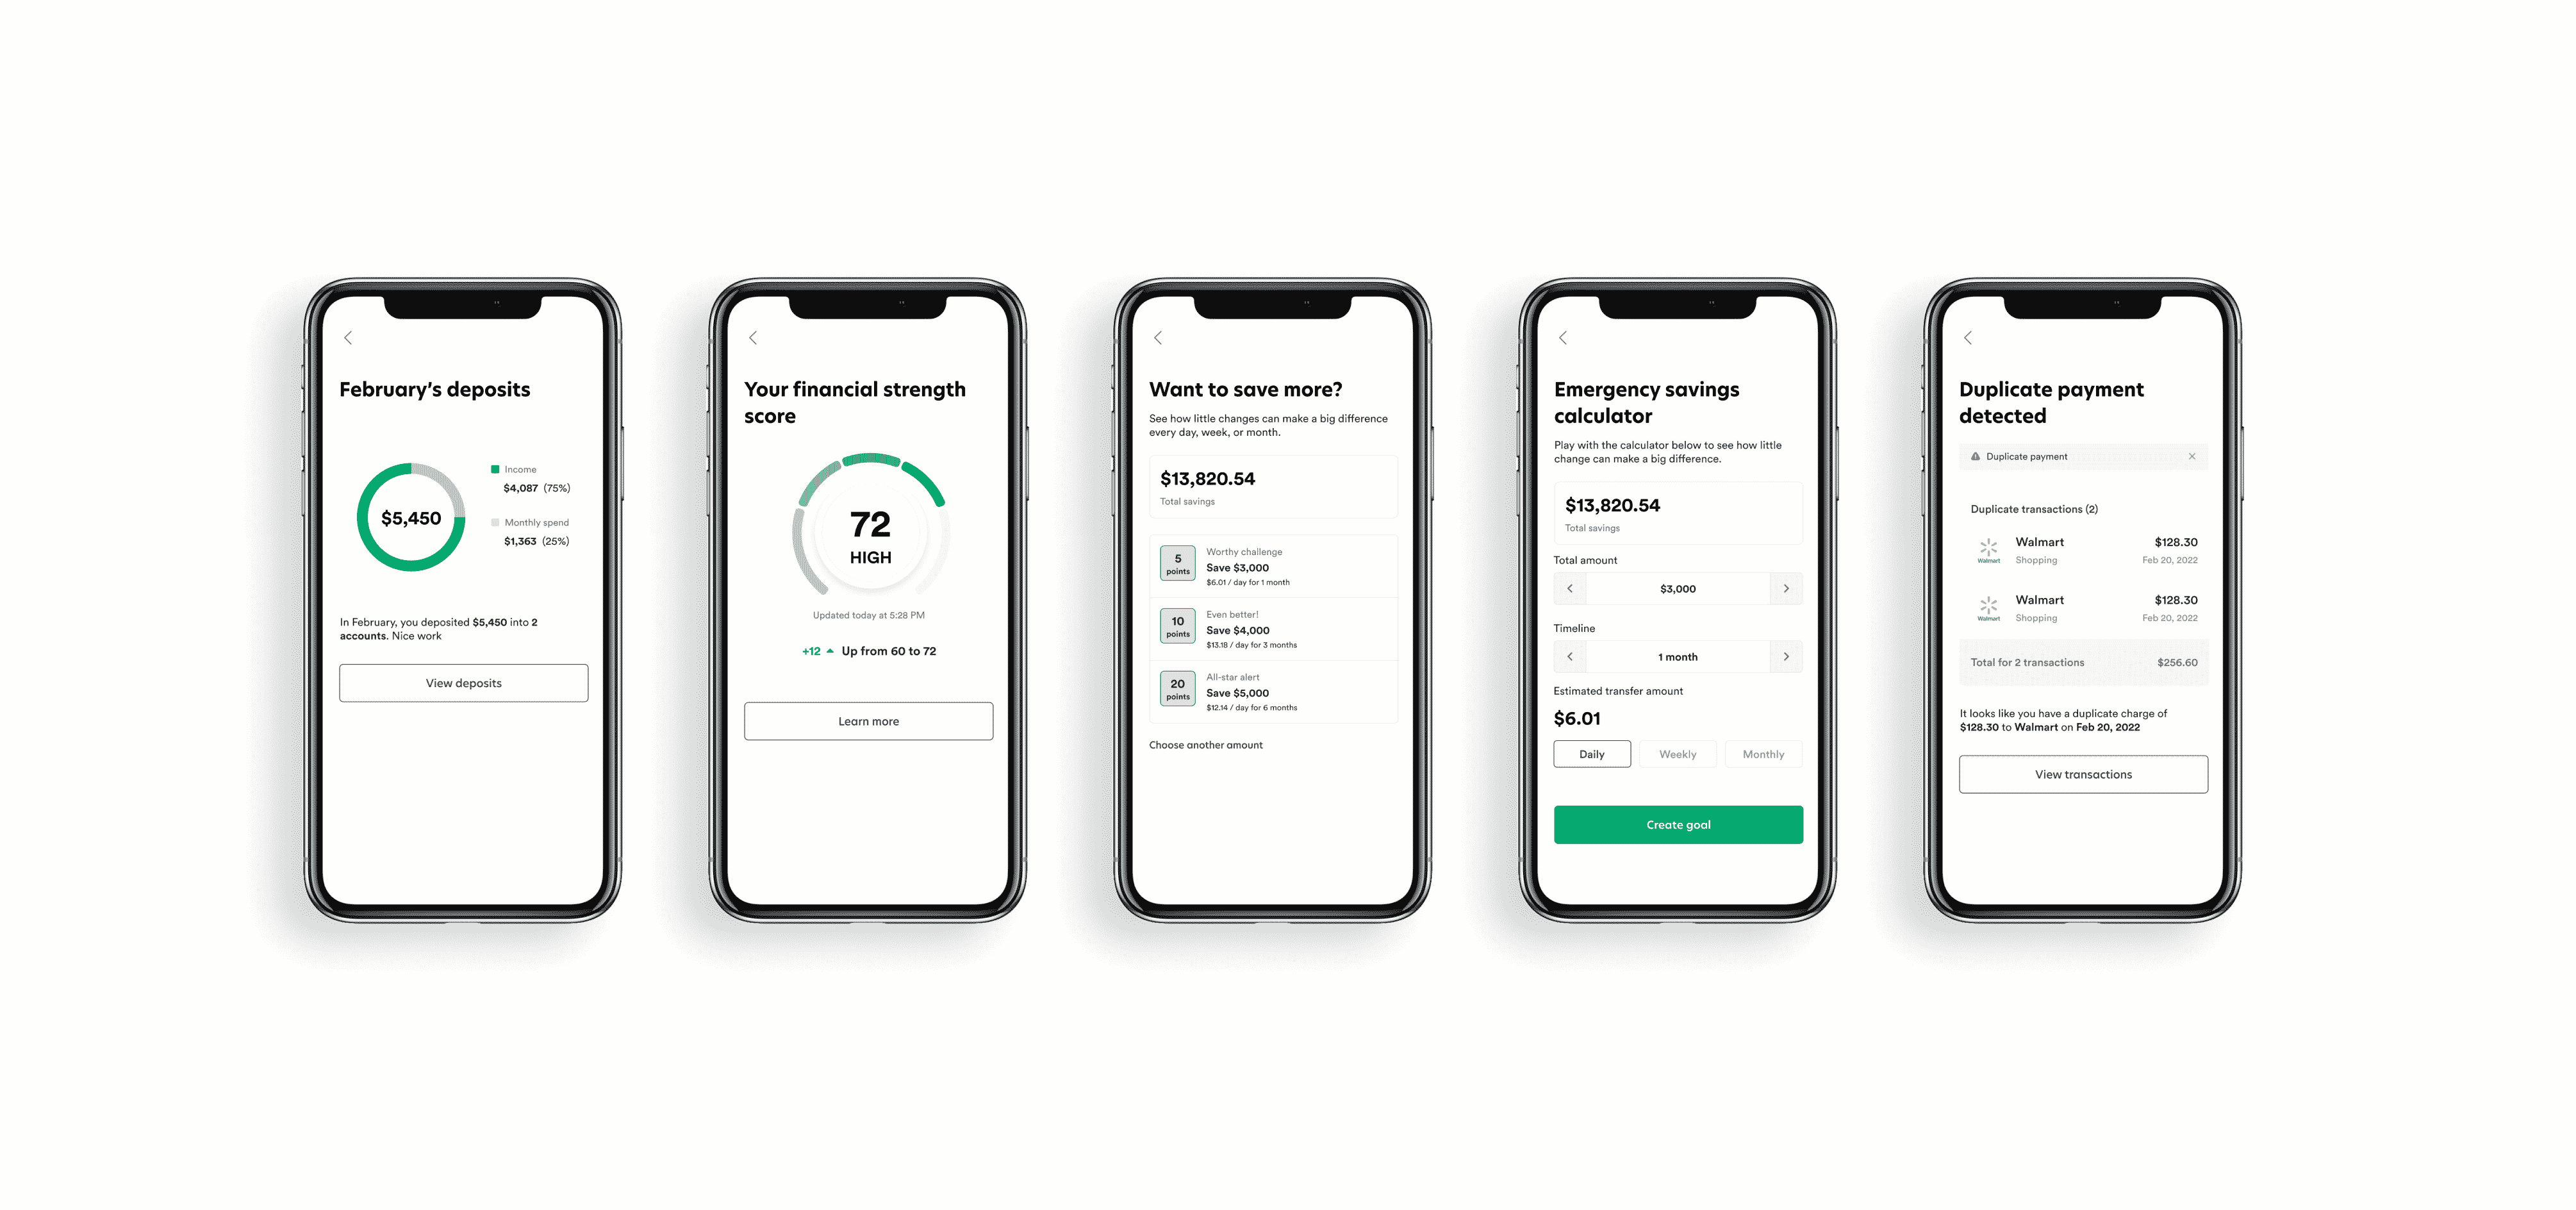 February's deposits
$5,450
Income
$4,087 (75%)
Monthly spend
$1,363 (25%)
In February, you deposited $5,450 into 2
accounts. Nice work
View deposits
Your financial strength
score
72
HIGH
Updated today at 5:28 PM
+12 Up from 60 to 72
Learn more
Want to save more?
See how little changes can make a big difference
every day, week, or month.
$13,820.54
Total savings
5
points
Worthy challenge
Save $3,000
$6.01 / day for 1 month
10
points
Even better!
Save $4,000
$13.18 / day for 3 months
20
points
All-star alert
Save $5,000
$12.14 / day for 6 months
Choose another amount
Emergency savings
calculator
Play with the calculator below to see how little
change can make a big difference.
$13,820.54
Total savings
Total amount
$3,000
Timeline
1 month
Estimated transfer amount
$6.01
Daily
Weekly
Monthly
Create goal
Duplicate payment
detected
Duplicate payment
Duplicate transactions (2)
Walmart
Walmart
$128.30
Shopping
Feb 20, 2022
Walmart
Walmart
$128.30
Shopping
Feb 20, 2022
Total for 2 transactions
$256.60
It looks like you have a duplicate charge of
$128.30 to Walmart on Feb 20, 2022
View transactions